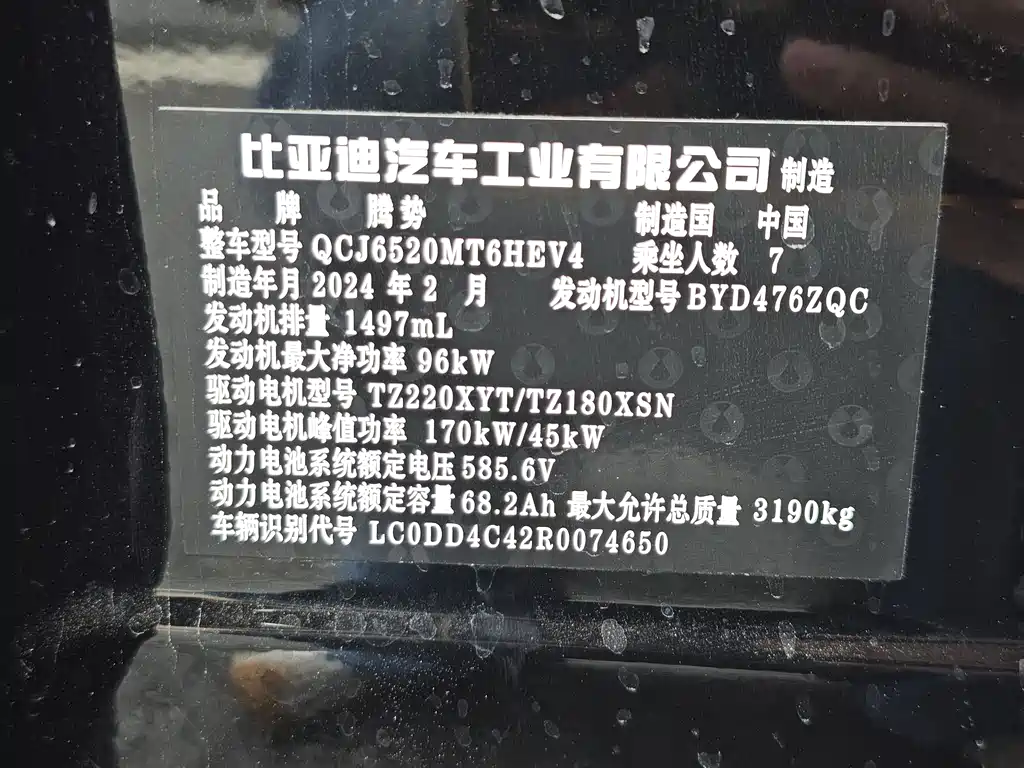 比亚迪汽车工业有限公司 制造
品 牌 腾势 制造国 中国
整车型号 QCJ6520MT6HEV4 乘坐人数 7
制造年月 2024 年 2 月 发动机型号 BYD476ZQC
发动机排量 1497mL
发动机最大净功率 96kW
驱动电机型号 TZ220XYT/TZ180XSN
驱动电机峰值功率 170kW/45kW
动力电池系统额定电压 585.6V
动力电池系统额定容量 68.2Ah 最大允许总质量 3190kg
车辆识别代号 LC0DD4C42R0074650